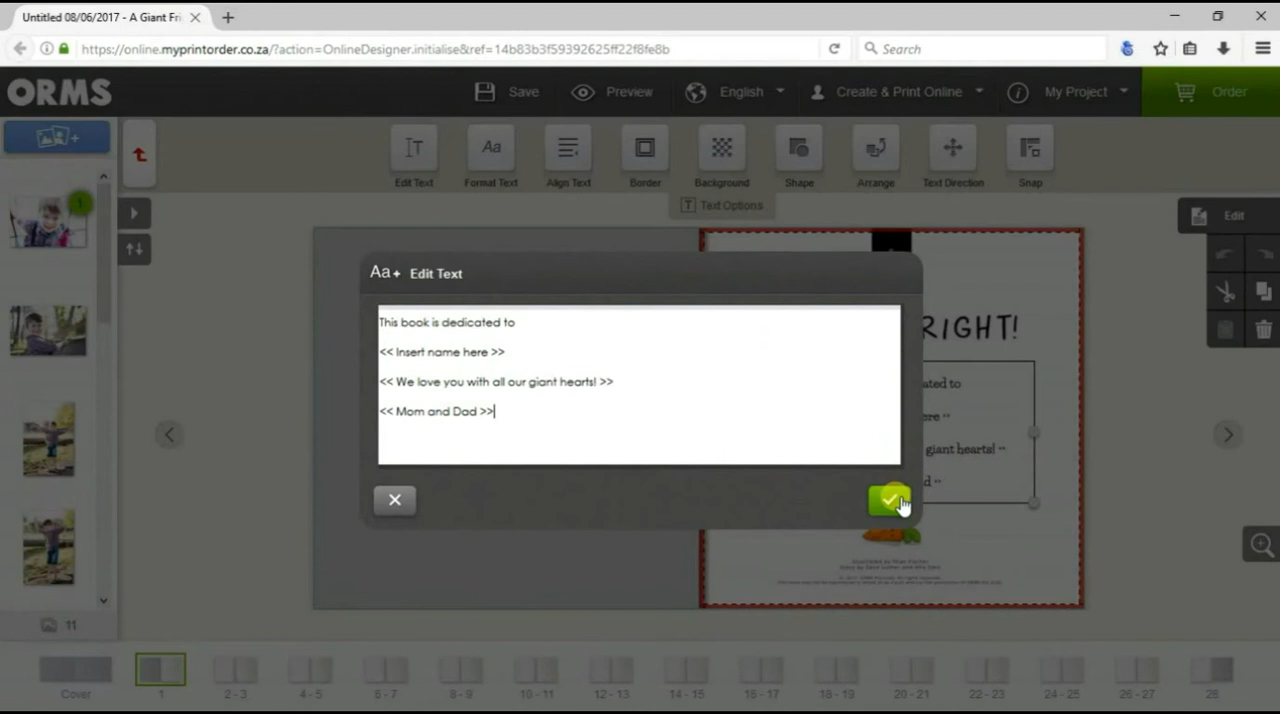 Untitled 08/06/2017 - A Giant Fri
https://online.myprintorder.co.za/?action=OnlineDesigner.initialise&ref=14b83b3f59392625ff22f8fe8b
Search
ORMS
Save
Preview
English
Create & Print Online
My Project
Order
Edit Text
Format Text
Align Text
Border
Background
Shape
Arrange
Text Direction
Snap
Text Options
Edit
1
Aa+ Edit Text
This book is dedicated to
<< Insert name here >>
<< We love you with all our giant hearts! >>
<< Mom and Dad >>
RIGHT!
ated to
ere
giant hearts!
d
11
Cover
1
2 - 3
4 - 5
6 - 7
8 - 9
10 - 11
12 - 13
14 - 15
16 - 17
18 - 19
20 - 21
22 - 23
24 - 25
26 - 27
28